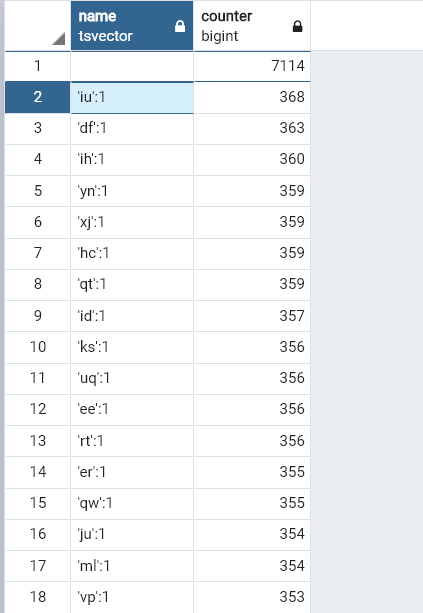 name counter
tsvector bigint
1 7114
2 'iu':1 368
3 'df':1 363
4 'ih':1 360
5 'yn':1 359
6 'xj':1 359
7 'hc':1 359
8 'qt':1 359
9 'id':1 357
10 'ks':1 356
11 'uq':1 356
12 'ee':1 356
13 'rt':1 356
14 'er':1 355
15 'qw':1 355
16 'ju':1 354
17 'ml':1 354
18 'vp':1 353